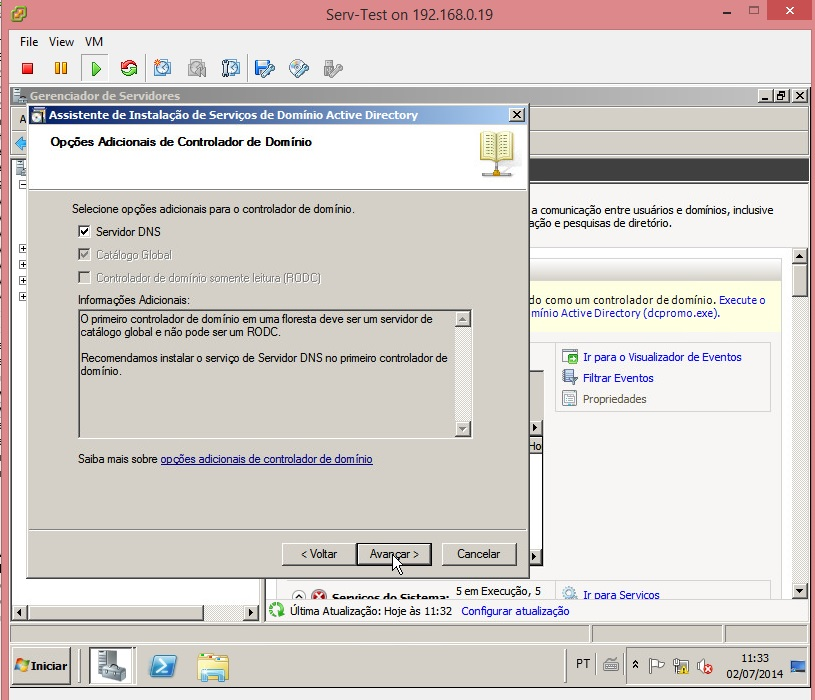 Serv-Test on 192.168.0.19
File View VM
Gerenciador de Servidores
A
Assistente de Instalação de Serviços de Domínio Active Directory
Opções Adicionais de Controlador de Domínio
Selecione opções adicionais para o controlador de domínio.
Servidor DNS
Catálogo Global
Controlador de domínio somente leitura (RODC)
Informações Adicionais:
O primeiro controlador de domínio em uma floresta deve ser um servidor de
catálogo global e não pode ser um RODC.
Recomendamos instalar o serviço de Servidor DNS no primeiro controlador de
domínio.
Saiba mais sobre opções adicionais de controlador de domínio
< Voltar Avançar > Cancelar
a comunicação entre usuários e domínios, inclusive
ação e pesquisas de diretório.
do como um controlador de domínio. Execute o
mínio Active Directory (dcpromo.exe).
Ir para o Visualizador de Eventos
Filtrar Eventos
Propriedades
Ho
Serviços do Sistema: 5 em Execução, 5
Ir para Serviços
Última Atualização: Hoje às 11:32 Configurar atualização
Iniciar
PT
11:33
02/07/2014